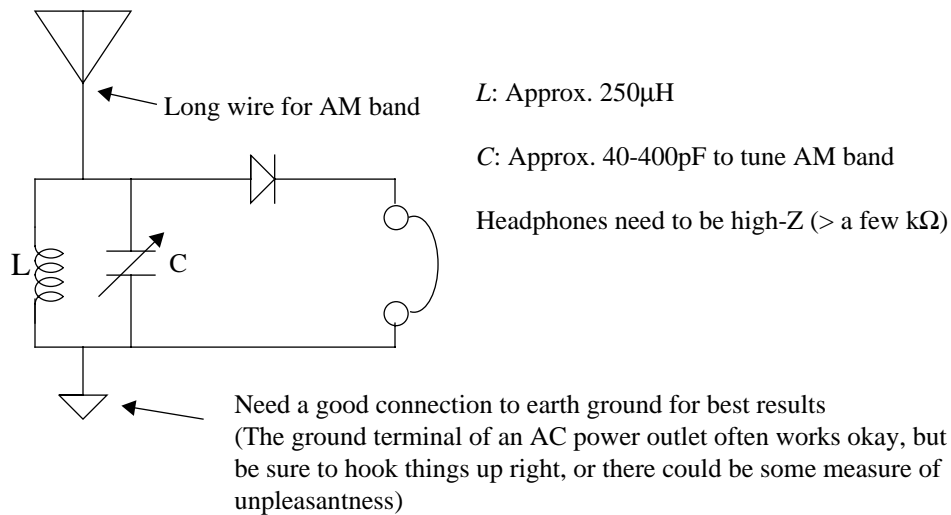 Long wire for AM band
L: Approx. 250μH
C: Approx. 40-400pF to tune AM band
Headphones need to be high-Z (> a few kΩ)
L
C
Need a good connection to earth ground for best results
(The ground terminal of an AC power outlet often works okay, but
be sure to hook things up right, or there could be some measure of
unpleasantness)